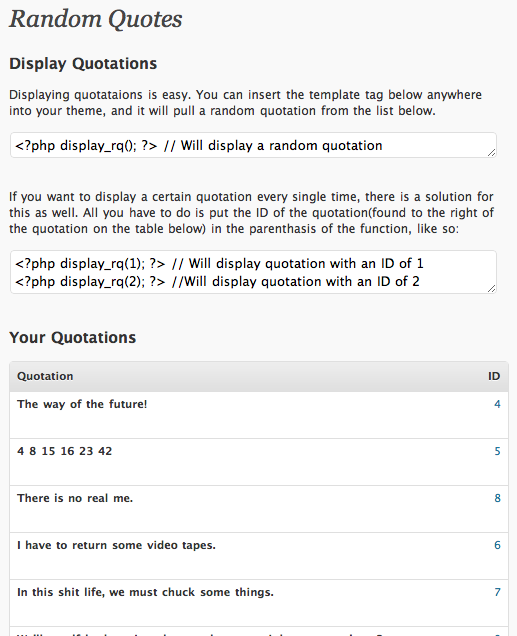 Random Quotes
Display Quotations
Displaying quotataions is easy. You can insert the template tag below anywhere
into your theme, and it will pull a random quotation from the list below.
<?php display_rq(); ?> // Will display a random quotation
If you want to display a certain quotation every single time, there is a solution for
this as well. All you have to do is put the ID of the quotation(found to the right of
the quotation on the table below) in the parenthasis of the function, like so:
<?php display_rq(1); ?> // Will display quotation with an ID of 1
<?php display_rq(2); ?> //Will display quotation with an ID of 2
Your Quotations
Quotation ID
The way of the future! 4
4 8 15 16 23 42 5
There is no real me. 8
I have to return some video tapes. 6
In this shit life, we must chuck some things. 7